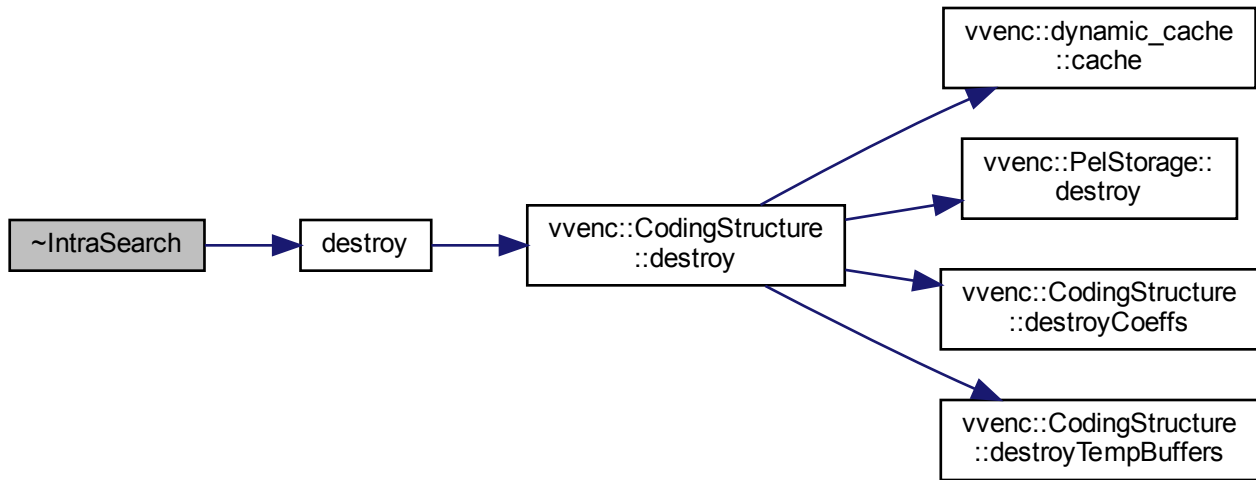 ~IntraSearch
destroy
vvenc::CodingStructure
::destroy
vvenc::dynamic_cache
::cache
vvenc::PelStorage::
destroy
vvenc::CodingStructure
::destroyCoeffs
vvenc::CodingStructure
::destroyTempBuffers